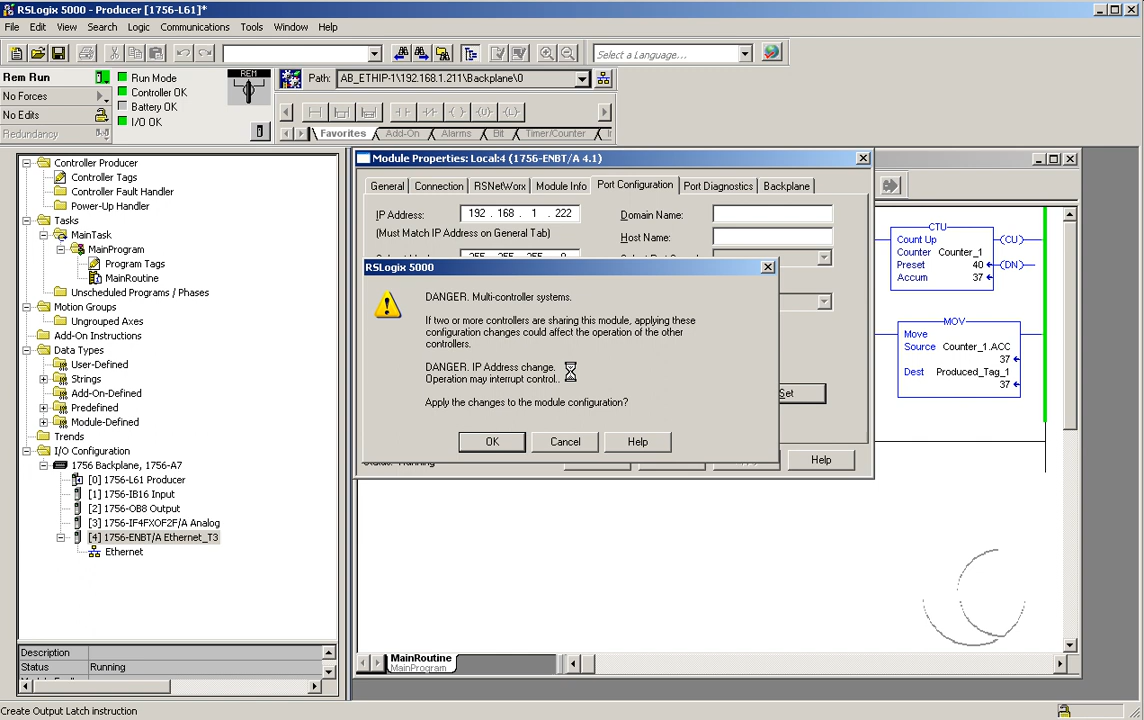 RSLogix 5000 - Producer [1756-L61]*
File Edit View Search Logic Communications Tools Window Help
Select a Language...
Rem Run
Run Mode
REM
Path: AB_ETHIP-1\192.168.1.211\Backplane\0
No Forces
Controller OK
Battery OK
No Edits
I/O OK
Redundancy
Favorites Add-On Alarms Bit Timer/Counter
Controller Producer
Controller Tags
Controller Fault Handler
Power-Up Handler
Tasks
MainTask
MainProgram
Program Tags
MainRoutine
Unscheduled Programs / Phases
Motion Groups
Ungrouped Axes
Add-On Instructions
Data Types
User-Defined
Strings
Add-On-Defined
Predefined
Module-Defined
Trends
I/O Configuration
1756 Backplane, 1756-A7
[0] 1756-L61 Producer
[1] 1756-IB16 Input
[2] 1756-OB8 Output
[3] 1756-IF4FXOF2F/A Analog
[4] 1756-ENBT/A Ethernet_T3
Ethernet
Description
Status Running
Module Properties: Local:4 (1756-ENBT/A 4.1)
General Connection RSNetWorx Module Info Port Configuration Port Diagnostics Backplane
IP Address: 192 . 168 . 1 . 222
Domain Name:
(Must Match IP Address on General Tab)
Host Name:
RSLogix 5000
DANGER. Multi-controller systems.
If two or more controllers are sharing this module, applying these
configuration changes could affect the operation of the other
controllers.
DANGER. IP Address change.
Operation may interrupt control..
Apply the changes to the module configuration?
OK Cancel Help
Set
Help
CTU
Count Up
Counter Counter_1
Preset 40
Accum 37
(CU)
(DN)
MOV
Move
Source Counter_1.ACC
37
Dest Produced_Tag_1
37
MainRoutine
MainProgram
Create Output Latch instruction